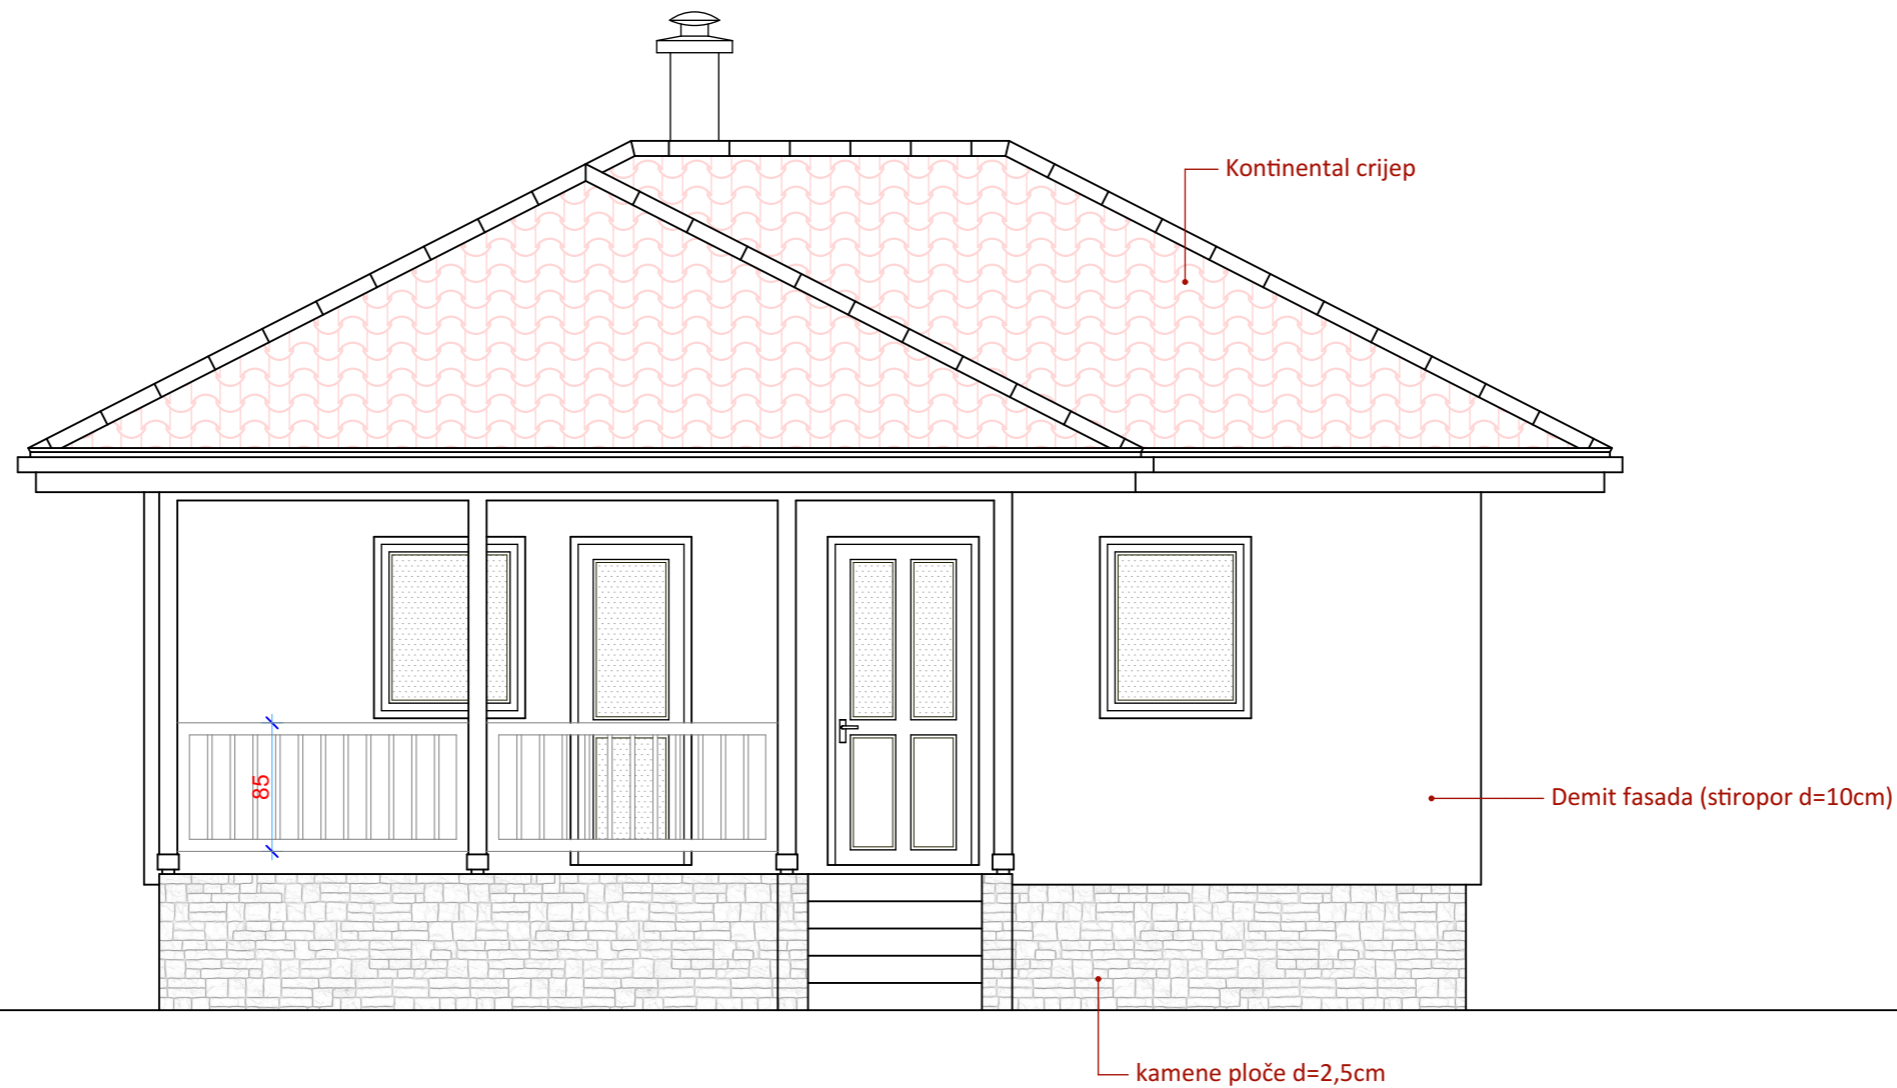 Kontinental crijep
85
Demit fasada (stiropor d=10cm)
kamene ploče d=2,5cm